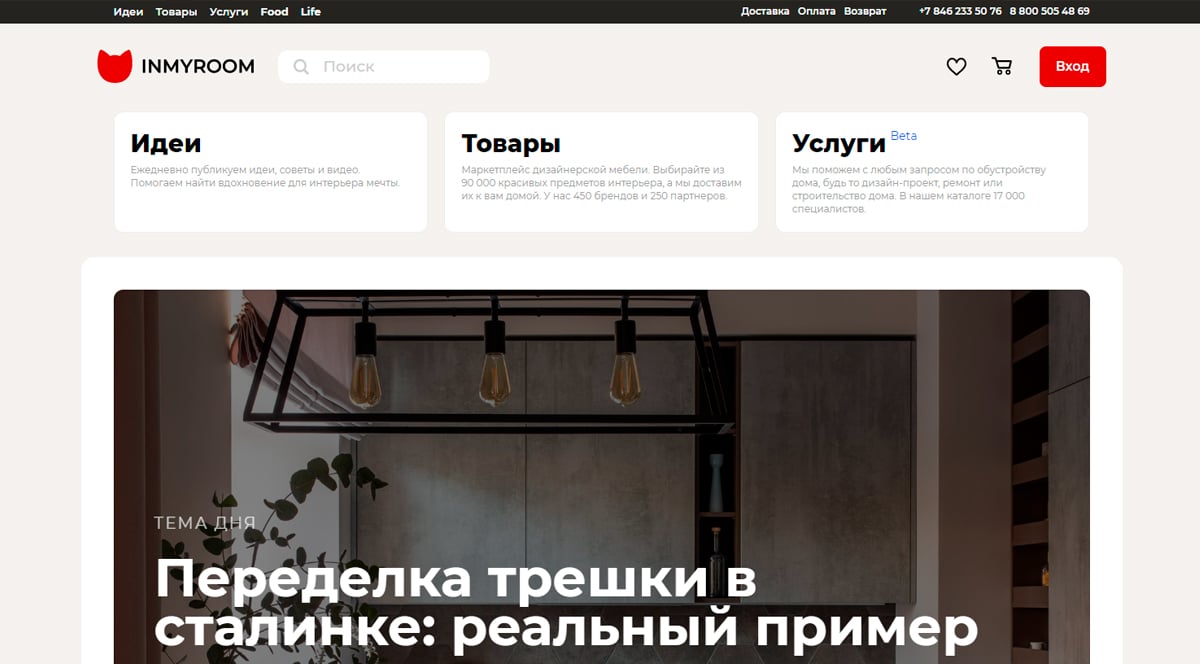 Идеи Товары Услуги Food Life Доставка Оплата Возврат +7 846 233 50 76 8 800 505 48 69
INMYROOM Поиск Вход
Идеи
Ежедневно публикуем идеи, советы и видео.
Помогаем найти вдохновение для интерьера мечты.
Товары
Маркетплейс дизайнерской мебели. Выбирайте из
90 000 красивых предметов интерьера, а мы доставим
их к вам домой. У нас 450 брендов и 250 партнеров.
Услуги Beta
Мы поможем с любым запросом по обустройству
дома, будь то дизайн-проект, ремонт или
строительство дома. В нашем каталоге 17 000
специалистов.
ТЕМА ДНЯ
Переделка трешки в
сталинке: реальный пример